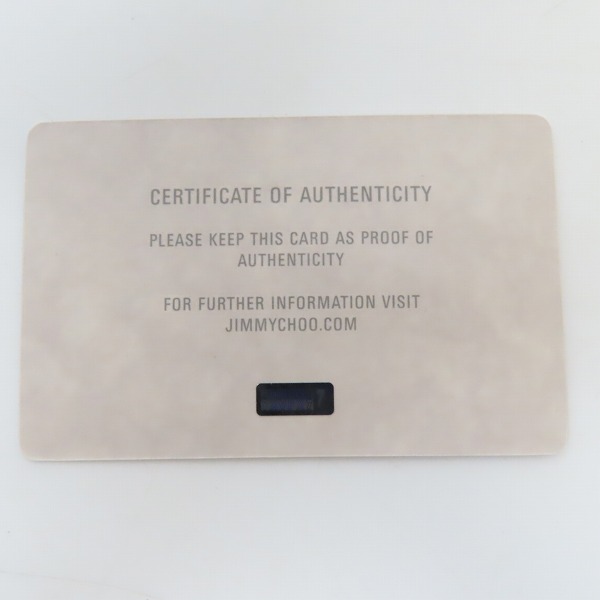 CERTIFICATE OF AUTHENTICITY
PLEASE KEEP THIS CARD AS PROOF OF
AUTHENTICITY
FOR FURTHER INFORMATION VISIT
JIMMYCHOO.COM